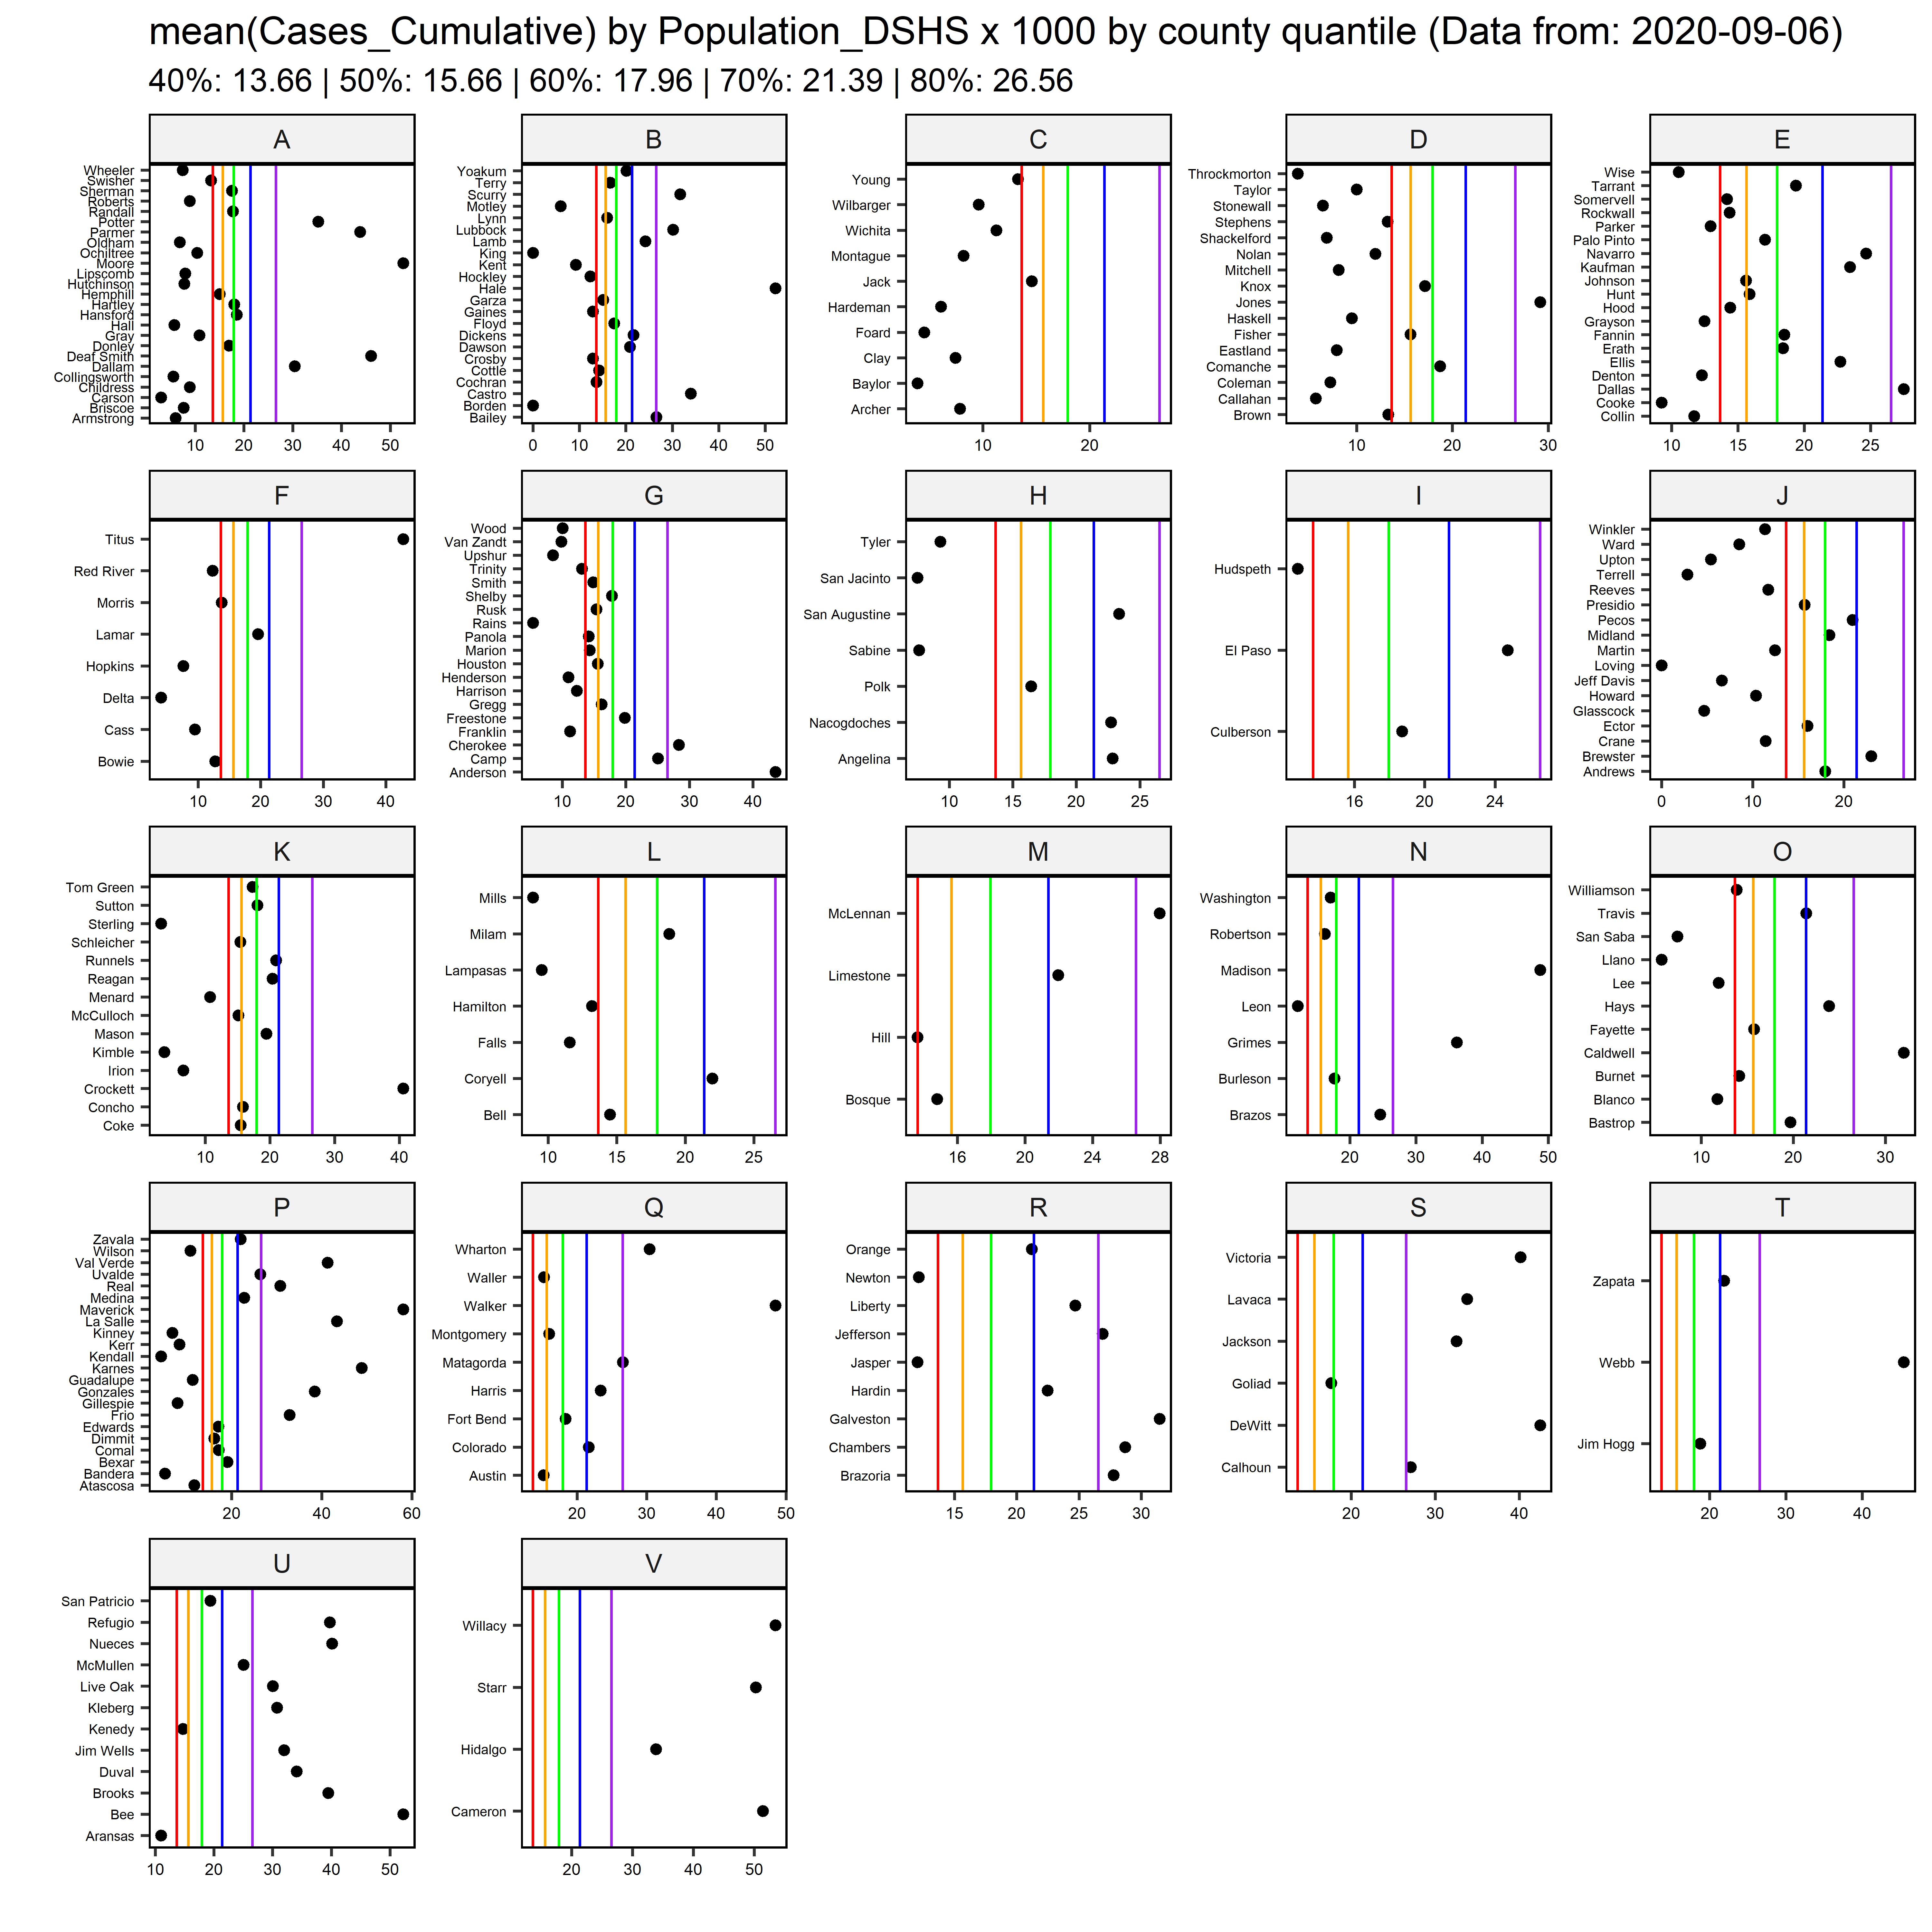 mean(Cases_Cumulative) by Population_DSHS x 1000 by county quantile (Data from: 2020-09-06)
40%: 13.66 | 50%: 15.66 | 60%: 17.96 | 70%: 21.39 | 80%: 26.56
A
Wheeler
Swisher
Sherman
Roberts
Randall
Potter
Parmer
Oldham
Ochiltree
Moore
Lipscomb
Hutchinson
Hemphill
Hartley
Hansford
Hall
Gray
Donley
Deaf Smith
Dallam
Collingsworth
Childress
Carson
Briscoe
Armstrong
10 20 30 40 50
B
Yoakum
Terry
Scurry
Motley
Lynn
Lubbock
Lamb
King
Kent
Hockley
Hale
Garza
Gaines
Floyd
Dickens
Dawson
Crosby
Cottle
Cochran
Castro
Borden
Bailey
0 10 20 30 40 50
C
Young
Wilbarger
Wichita
Montague
Jack
Hardeman
Foard
Clay
Baylor
Archer
10 20
D
Throckmorton
Taylor
Stonewall
Stephens
Shackelford
Nolan
Mitchell
Knox
Jones
Haskell
Fisher
Eastland
Comanche
Coleman
Callahan
Brown
10 20 30
E
Wise
Tarrant
Somervell
Rockwall
Parker
Palo Pinto
Navarro
Kaufman
Johnson
Hunt
Hood
Grayson
Fannin
Erath
Ellis
Denton
Dallas
Cooke
Collin
10 15 20 25
F
Titus
Red River
Morris
Lamar
Hopkins
Delta
Cass
Bowie
10 20 30 40
G
Wood
Van Zandt
Upshur
Trinity
Smith
Shelby
Rusk
Rains
Panola
Marion
Houston
Henderson
Harrison
Gregg
Freestone
Franklin
Cherokee
Camp
Anderson
10 20 30 40
H
Tyler
San Jacinto
San Augustine
Sabine
Polk
Nacogdoches
Angelina
10 15 20 25
I
Hudspeth
El Paso
Culberson
16 20 24
J
Winkler
Ward
Upton
Terrell
Reeves
Presidio
Pecos
Midland
Martin
Loving
Jeff Davis
Howard
Glasscock
Ector
Crane
Brewster
Andrews
0 10 20
K
Tom Green
Sutton
Sterling
Schleicher
Runnels
Reagan
Menard
McCulloch
Mason
Kimble
Irion
Crockett
Concho
Coke
10 20 30 40
L
Mills
Milam
Lampasas
Hamilton
Falls
Coryell
Bell
10 15 20 25
M
McLennan
Limestone
Hill
Bosque
16 20 24 28
N
Washington
Robertson
Madison
Leon
Grimes
Burleson
Brazos
20 30 40 50
O
Williamson
Travis
San Saba
Llano
Lee
Hays
Fayette
Caldwell
Burnet
Blanco
Bastrop
10 20 30
P
Zavala
Wilson
Val Verde
Uvalde
Real
Medina
Maverick
La Salle
Kinney
Kerr
Kendall
Karnes
Guadalupe
Gonzales
Gillespie
Frio
Edwards
Dimmit
Comal
Bexar
Bandera
Atascosa
20 40 60
Q
Wharton
Waller
Walker
Montgomery
Matagorda
Harris
Fort Bend
Colorado
Austin
20 30 40 50
R
Orange
Newton
Liberty
Jefferson
Jasper
Hardin
Galveston
Chambers
Brazoria
15 20 25 30
S
Victoria
Lavaca
Jackson
Goliad
DeWitt
Calhoun
20 30 40
T
Zapata
Webb
Jim Hogg
20 30 40
U
San Patricio
Refugio
Nueces
McMullen
Live Oak
Kleberg
Kenedy
Jim Wells
Duval
Brooks
Bee
Aransas
10 20 30 40 50
V
Willacy
Starr
Hidalgo
Cameron
20 30 40 50